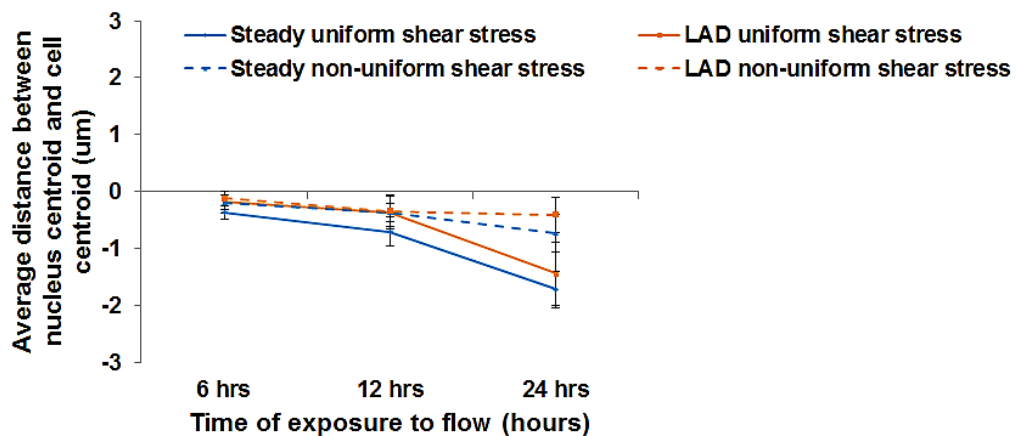 Average distance between
nucleus centroid and cell
centroid (um)
3
2
1
0
-1
-2
-3
Steady uniform shear stress
LAD uniform shear stress
Steady non-uniform shear stress
LAD non-uniform shear stress
6 hrs
12 hrs
24 hrs
Time of exposure to flow (hours)